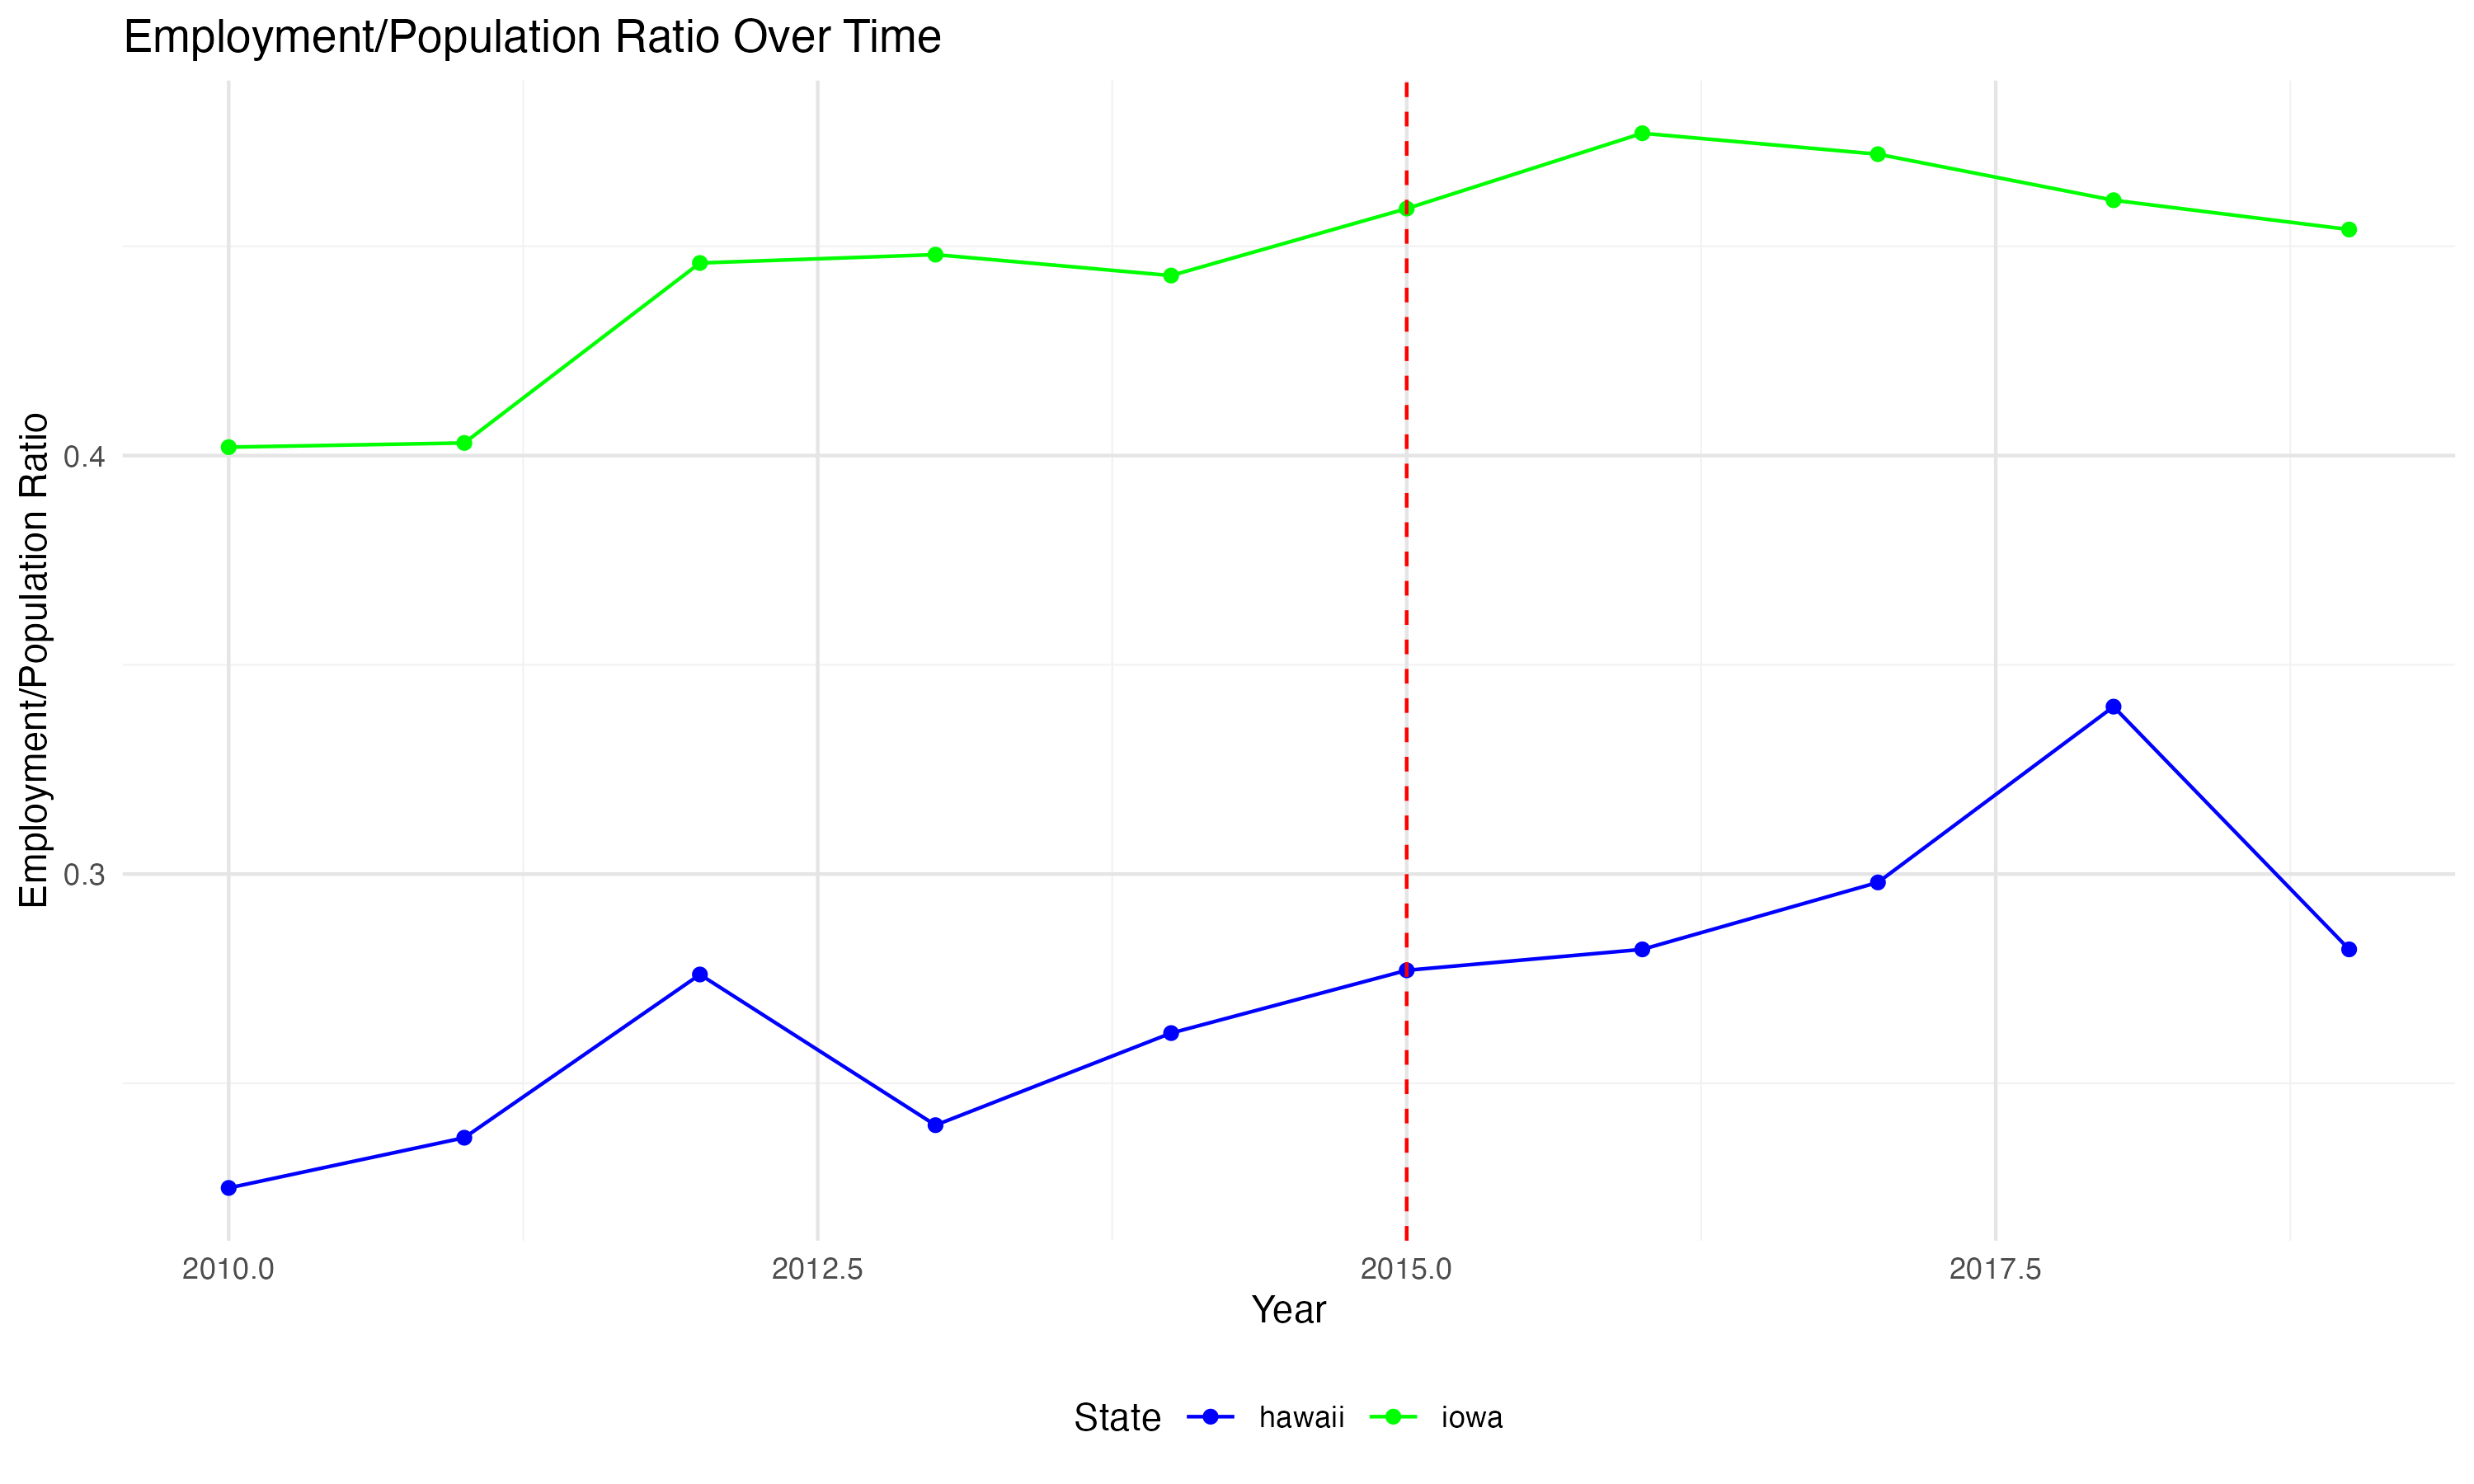 Employment/Population Ratio Over Time
Employment/Population Ratio
0.4
0.3
2010.0 2012.5 2015.0 2017.5
Year
State hawaii iowa